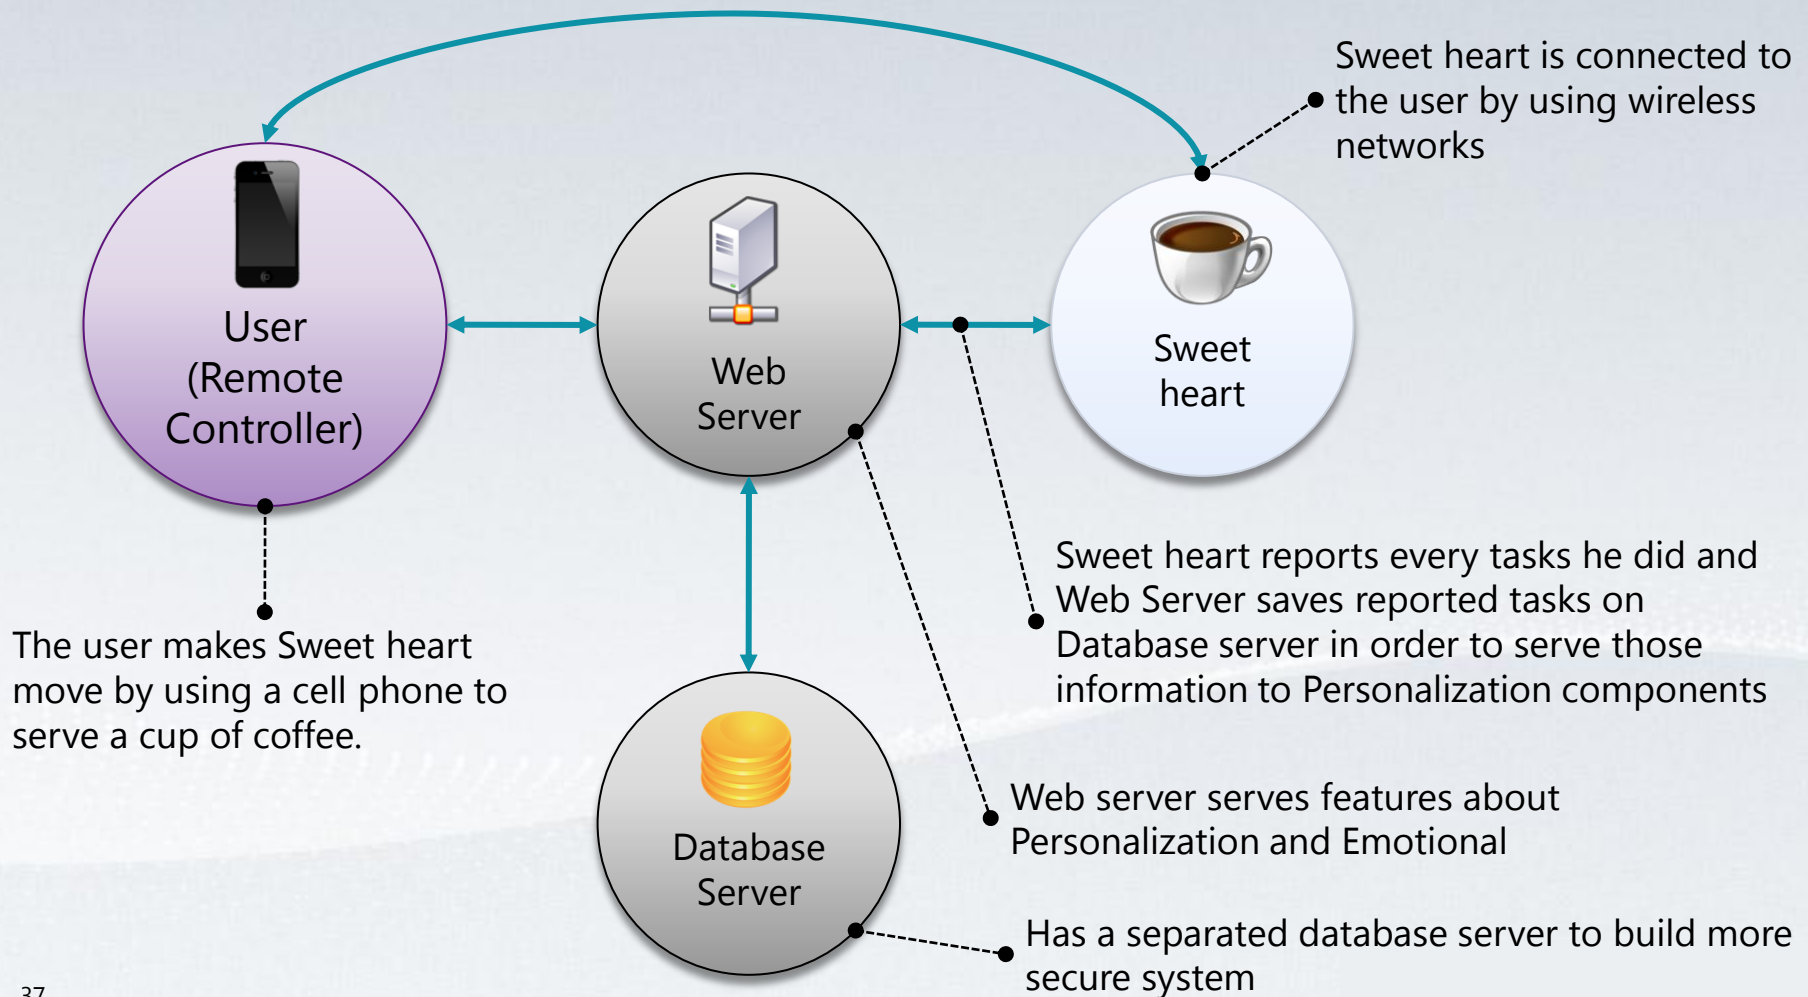 Sweet heart is connected to
the user by using wireless
networks
User
(Remote
Controller)
Web
Server
Sweet
heart
The user makes Sweet heart
move by using a cell phone to
serve a cup of coffee.
Sweet heart reports every tasks he did and
Web Server saves reported tasks on
Database server in order to serve those
information to Personalization components
Database
Server
Web server serves features about
Personalization and Emotional
Has a separated database server to build more
secure system
37